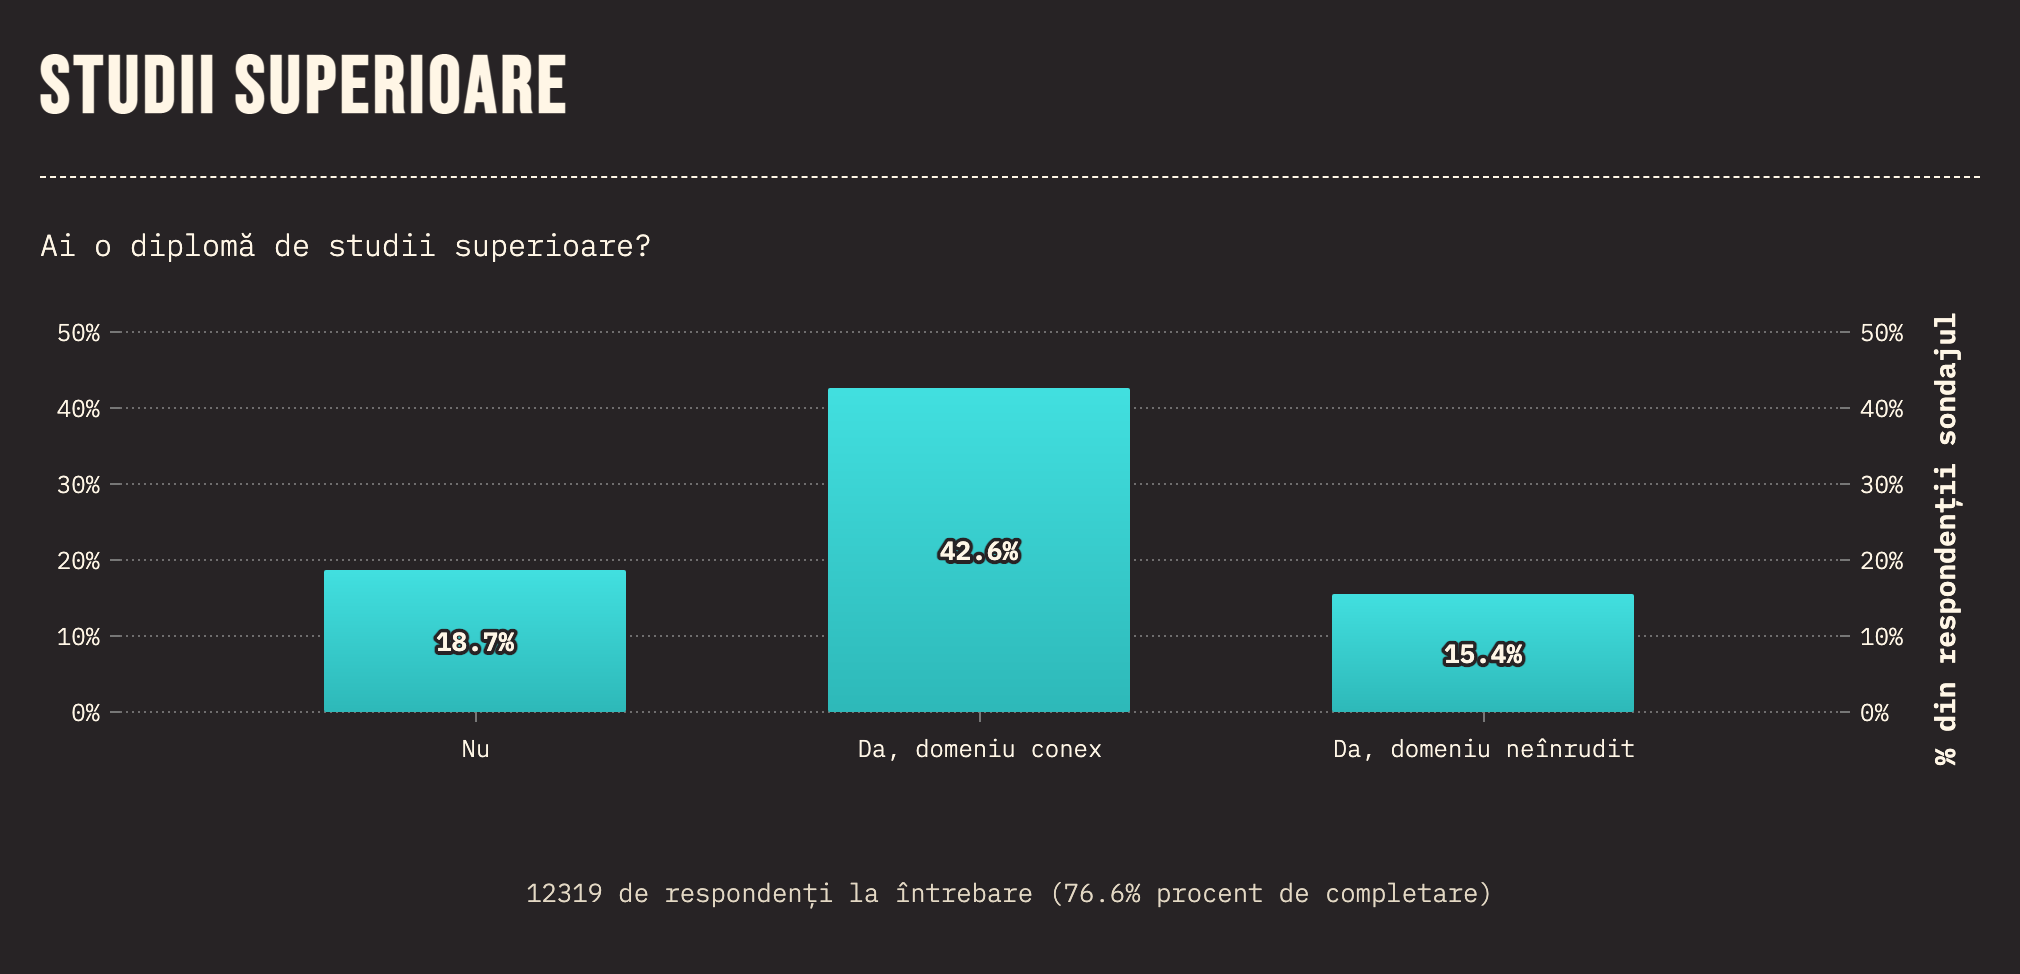 STUDII SUPERIOARE
Ai o diplomă de studii superioare?
50%
40%
30%
20%
10%
0%
50%
40%
30%
20%
10%
0%
% din respondenții sondajul
18.7%
42.6%
15.4%
Nu
Da, domeniu conex
Da, domeniu neînrudit
12319 de respondenți la întrebare (76.6% procent de completare)